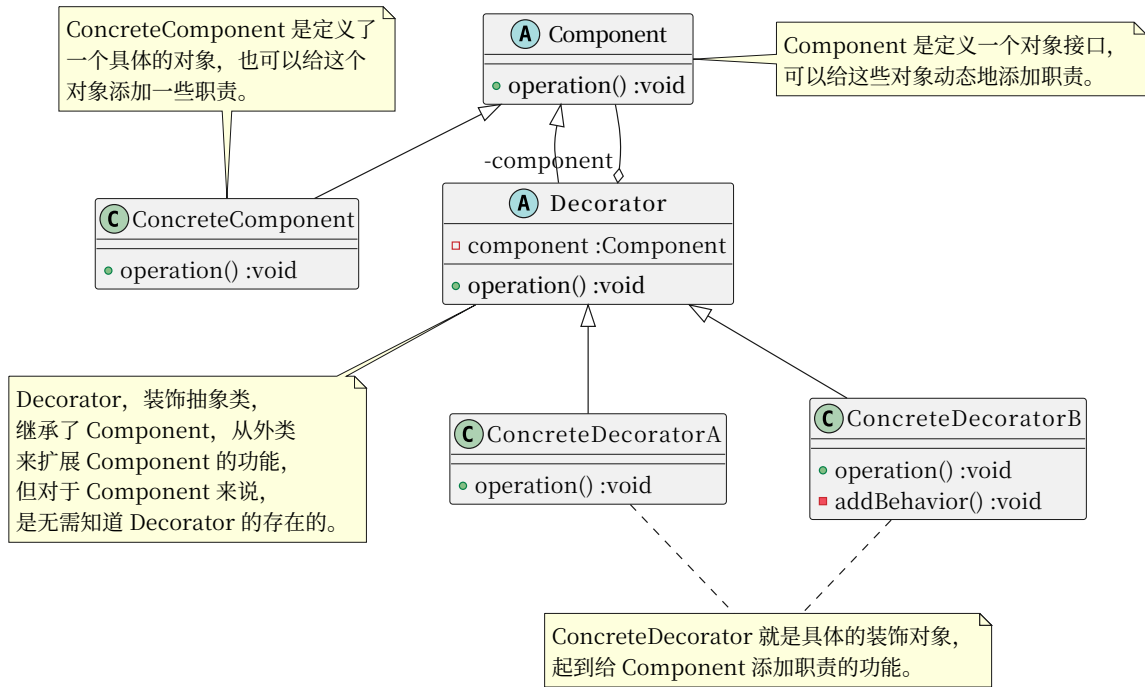 ConcreteComponent 是定义了
一个具体的对象，也可以给这个
对象添加一些职责。
A Component
operation() :void
Component 是定义一个对象接口，
可以给这些对象动态地添加职责。
-component
C ConcreteComponent
operation() :void
A Decorator
component :Component
operation() :void
Decorator，装饰抽象类，
继承了 Component，从外类
来扩展 Component 的功能，
但对于 Component 来说，
是无需知道 Decorator 的存在的。
C ConcreteDecoratorA
operation() :void
C ConcreteDecoratorB
operation() :void
addBehavior() :void
ConcreteDecorator 就是具体的装饰对象，
起到给 Component 添加职责的功能。